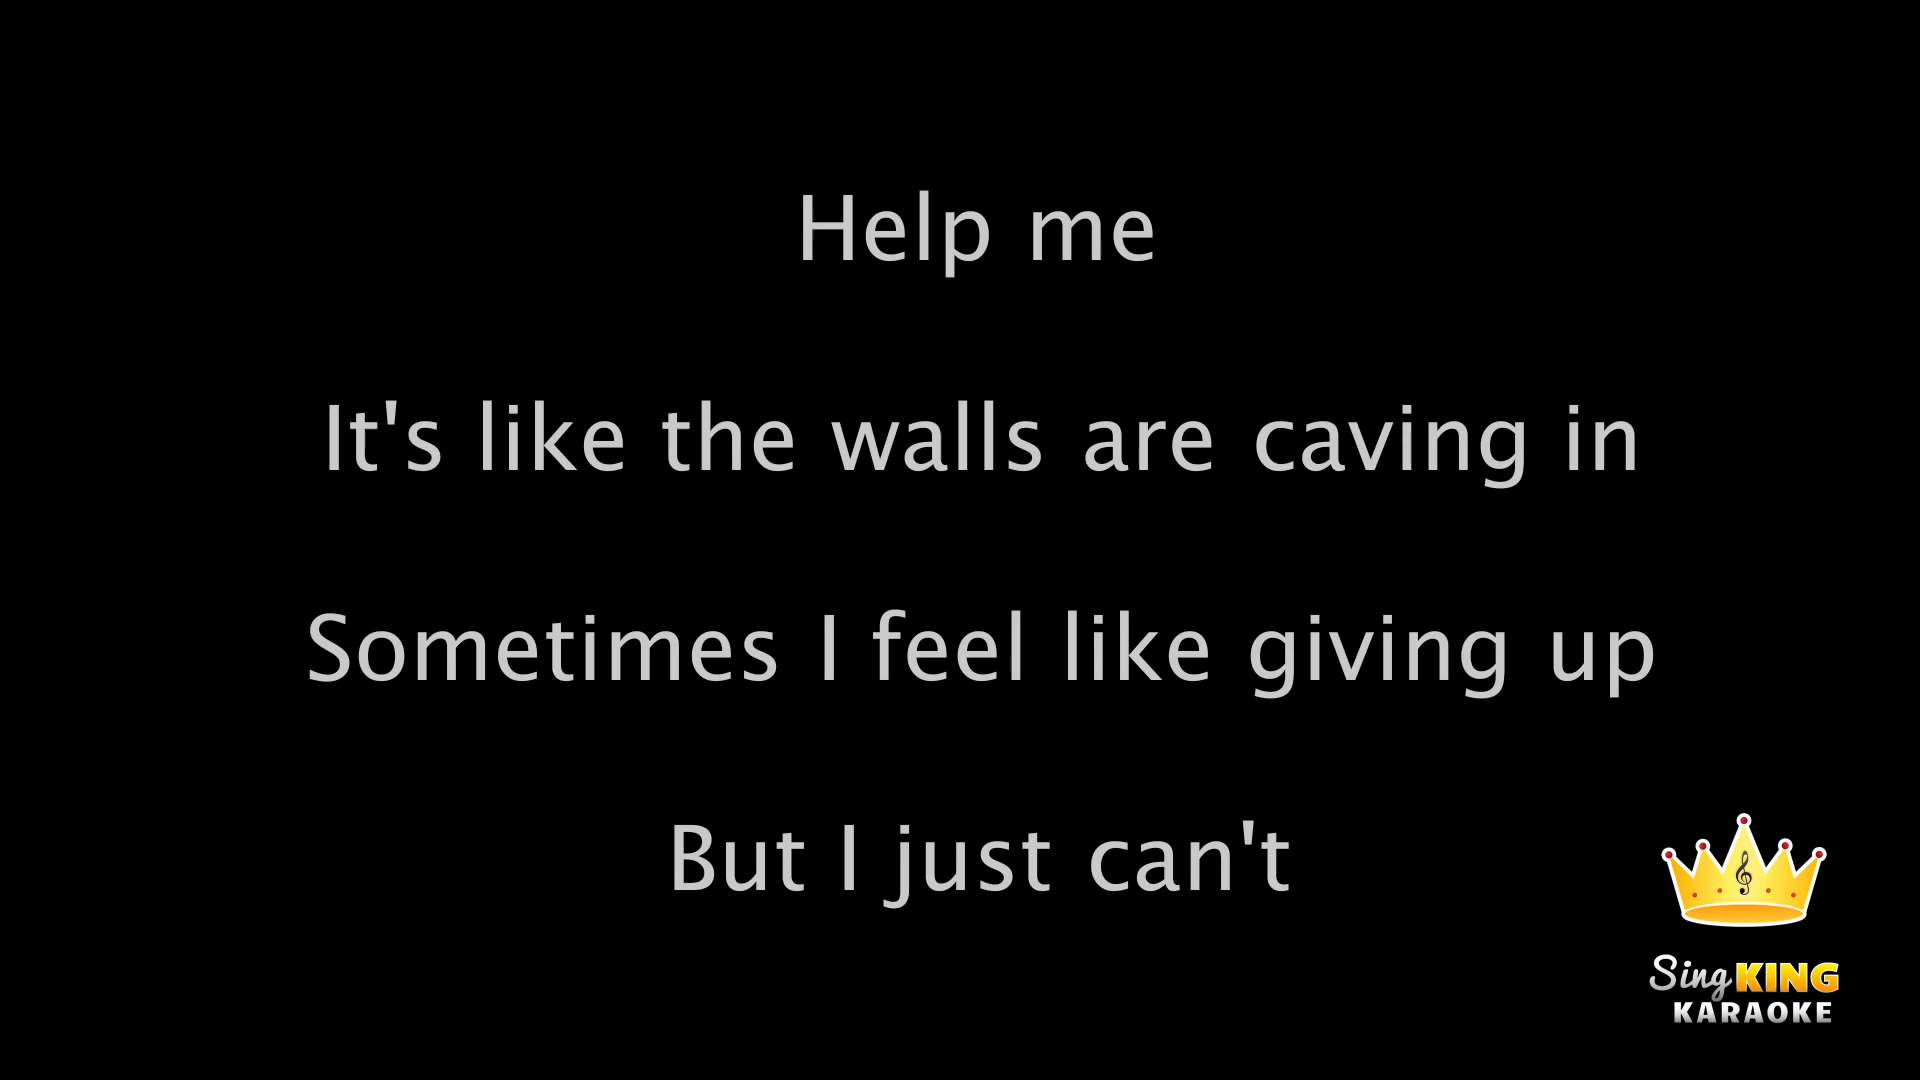 Help me
It's like the walls are caving in
Sometimes I feel like giving up
But I just can't
Sing KING
KARAOKE